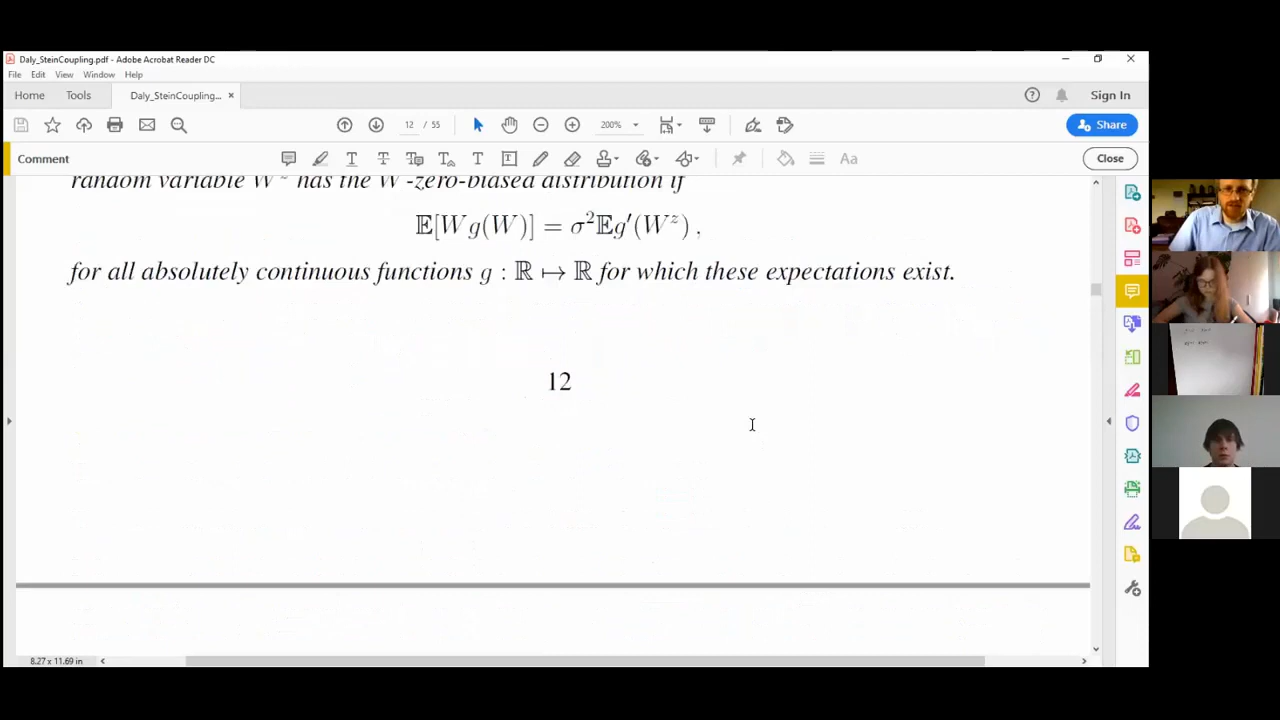 Daly_SteinCoupling.pdf - Adobe Acrobat Reader DC
File Edit View Window Help
Home Tools Daly_SteinCoupling... × Sign In
12 / 55 200% Share
Comment Aa Close
random variable W^z has the W-zero-biased distribution if
𝔼[Wg(W)] = σ²𝔼g′(W^z) ,
for all absolutely continuous functions g : ℝ ↦ ℝ for which these expectations exist.
12
8.27 x 11.69 in